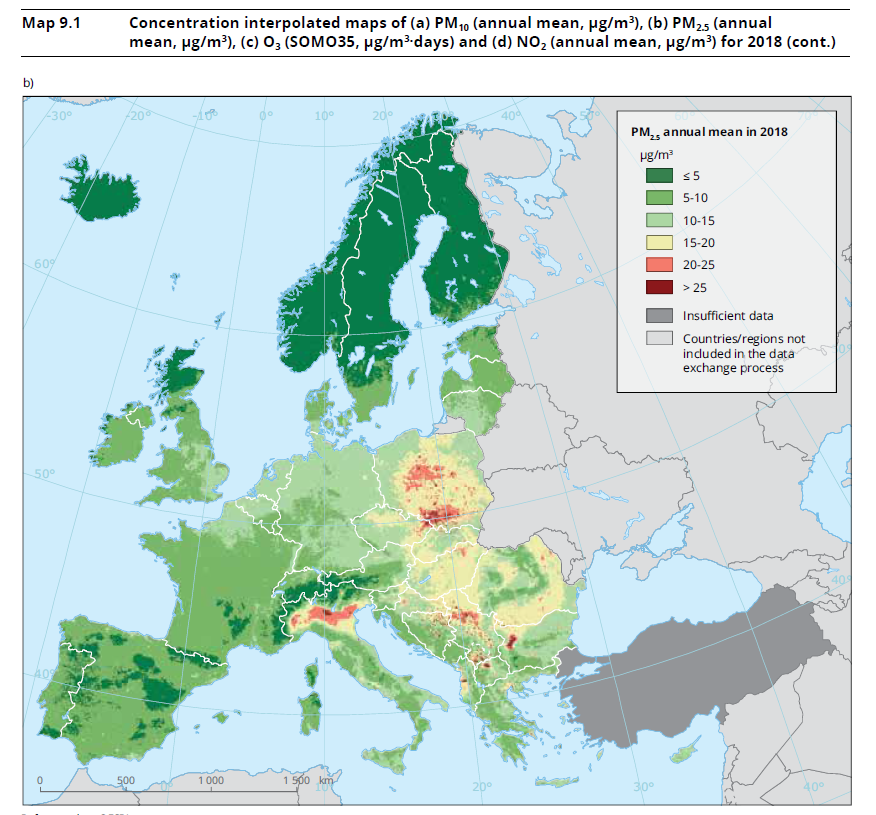 Map 9.1 Concentration interpolated maps of (a) PM10 (annual mean, µg/m³), (b) PM2.5 (annual
mean, µg/m³), (c) O3 (SOMO35, µg/m³·days) and (d) NO2 (annual mean, µg/m³) for 2018 (cont.)
b)
-30° -20° -10° 0° 10° 20° 30° 40° 50° 60° 70°
PM2.5 annual mean in 2018
µg/m³
≤ 5
5-10
10-15
15-20
20-25
> 25
Insufficient data
Countries/regions not
included in the data
exchange process
60°
50°
40°
40°
0 500 1 000 1 500 km
20° 30° 40°